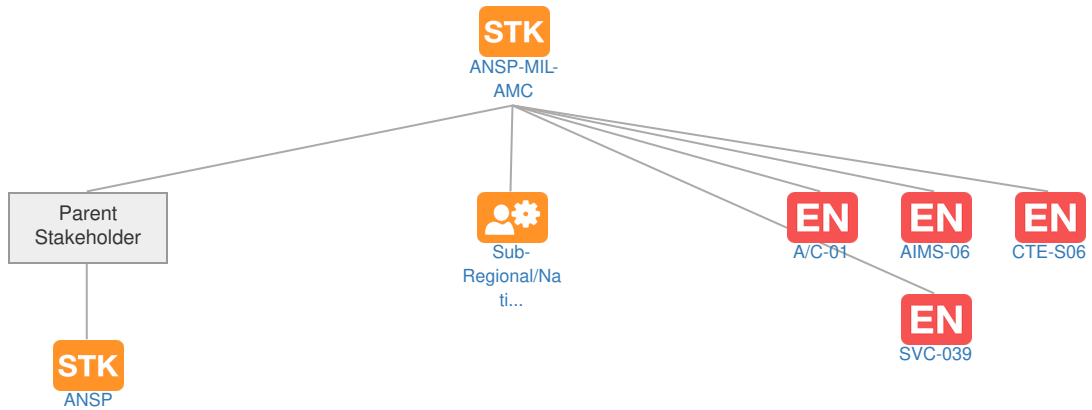 STK
ANSP-MIL-
AMC
Parent
Stakeholder
Sub-
Regional/Na
ti...
EN
A/C-01
EN
AIMS-06
EN
CTE-S06
EN
SVC-039
STK
ANSP